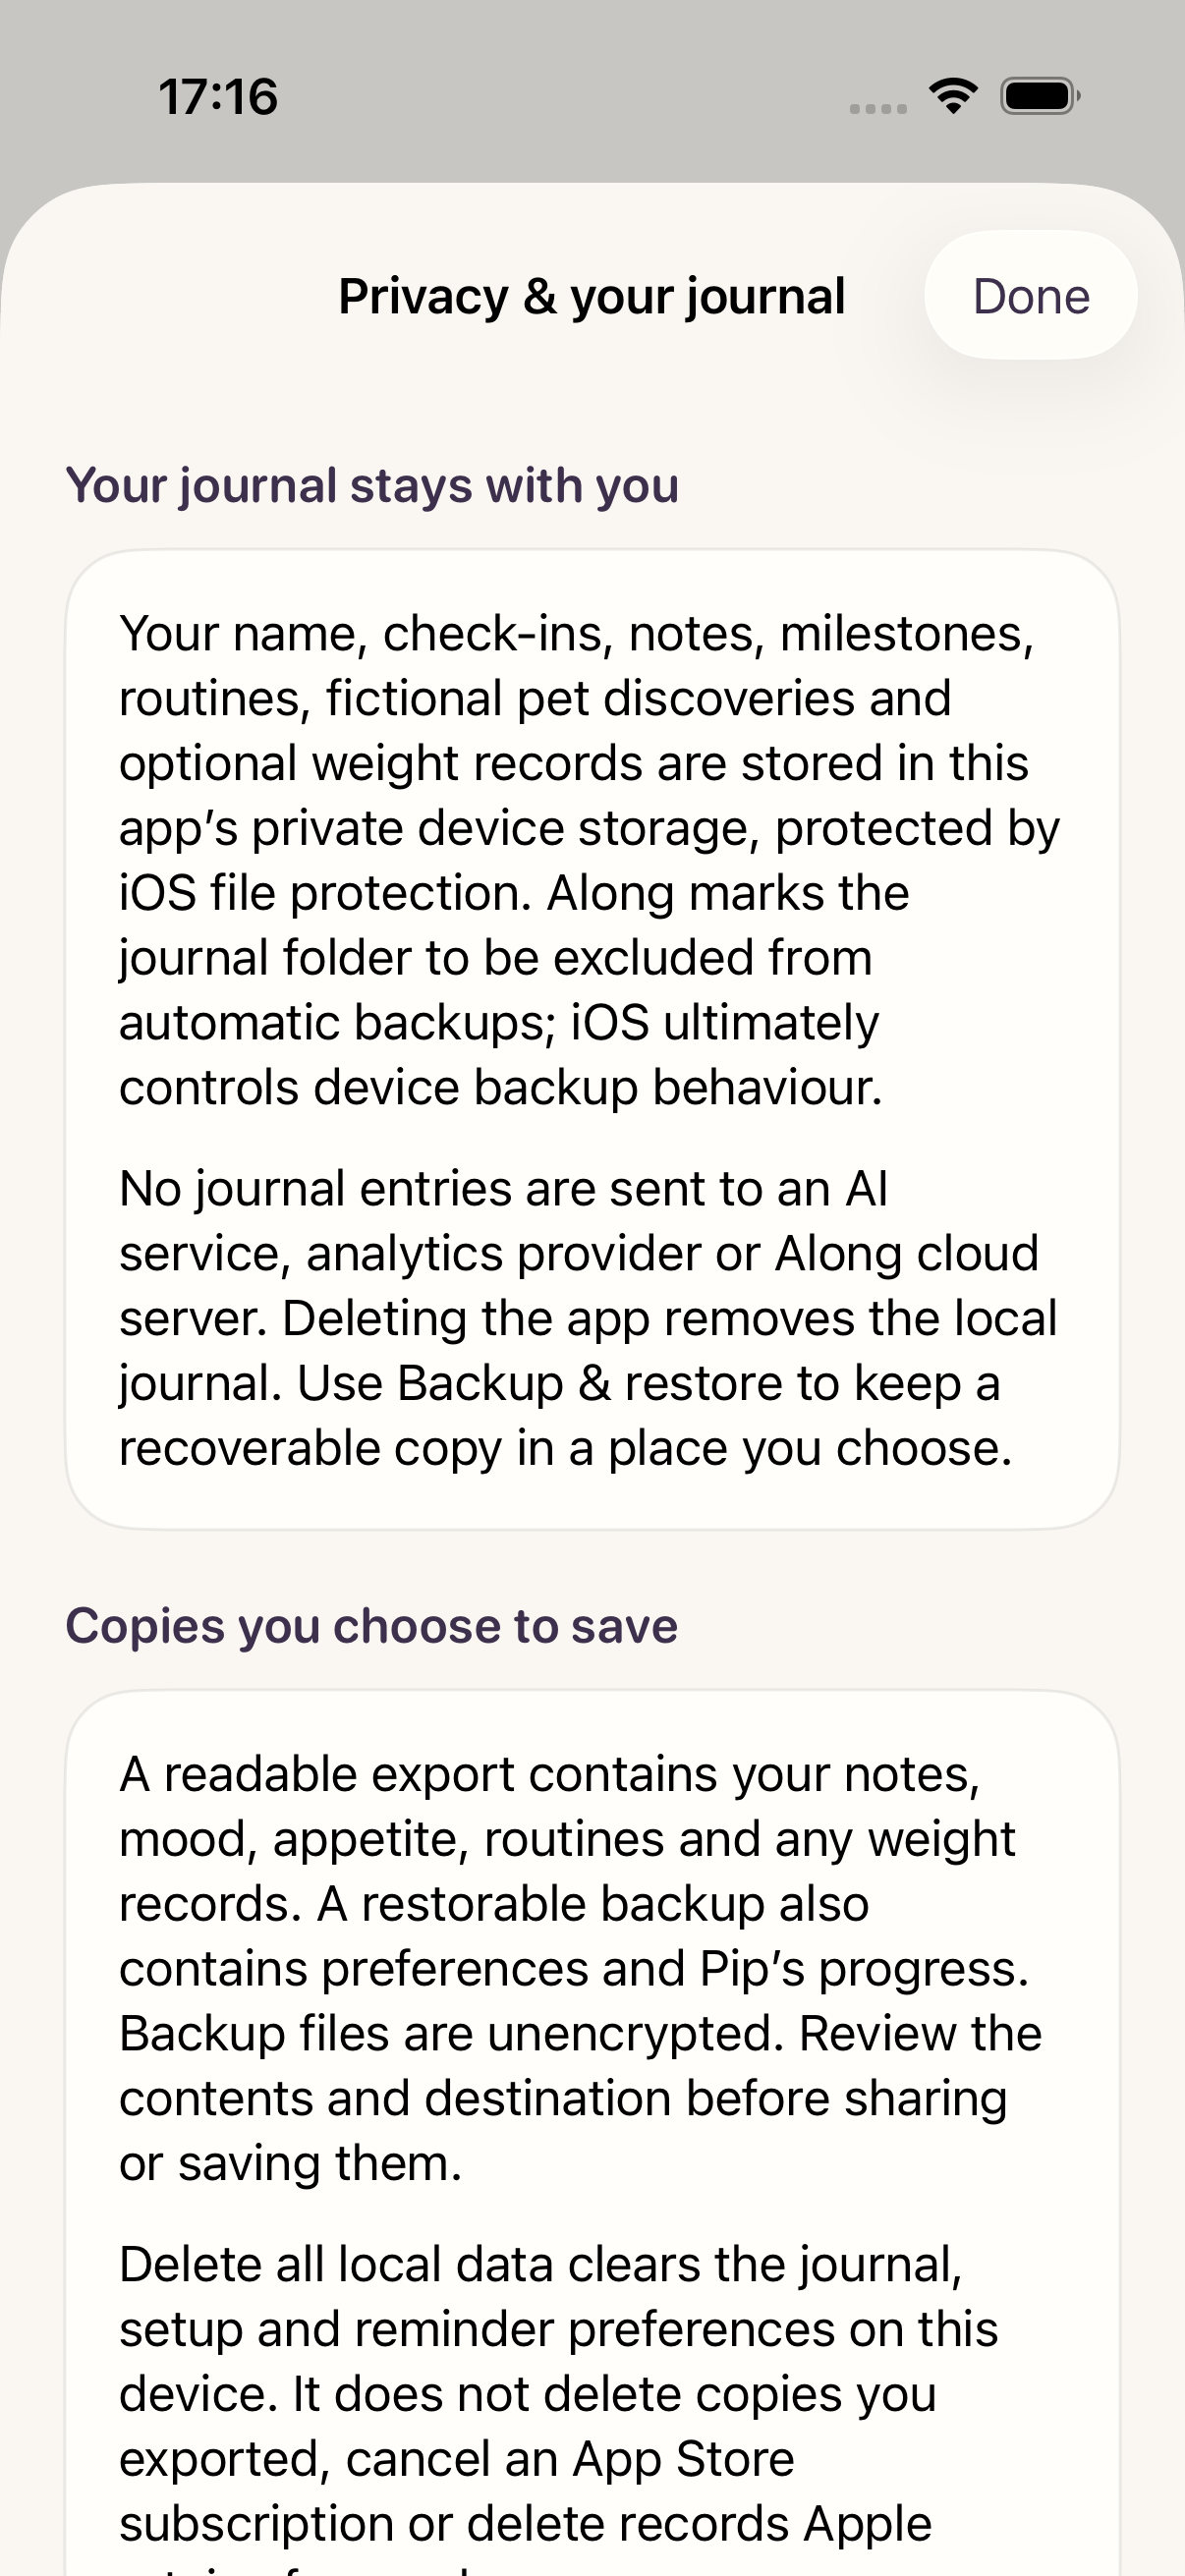 17:16
Privacy & your journal
Done
Your journal stays with you
Your name, check-ins, notes, milestones,
routines, fictional pet discoveries and
optional weight records are stored in this
app’s private device storage, protected by
iOS file protection. Along marks the
journal folder to be excluded from
automatic backups; iOS ultimately
controls device backup behaviour.
No journal entries are sent to an AI
service, analytics provider or Along cloud
server. Deleting the app removes the local
journal. Use Backup & restore to keep a
recoverable copy in a place you choose.
Copies you choose to save
A readable export contains your notes,
mood, appetite, routines and any weight
records. A restorable backup also
contains preferences and Pip’s progress.
Backup files are unencrypted. Review the
contents and destination before sharing
or saving them.
Delete all local data clears the journal,
setup and reminder preferences on this
device. It does not delete copies you
exported, cancel an App Store
subscription or delete records Apple